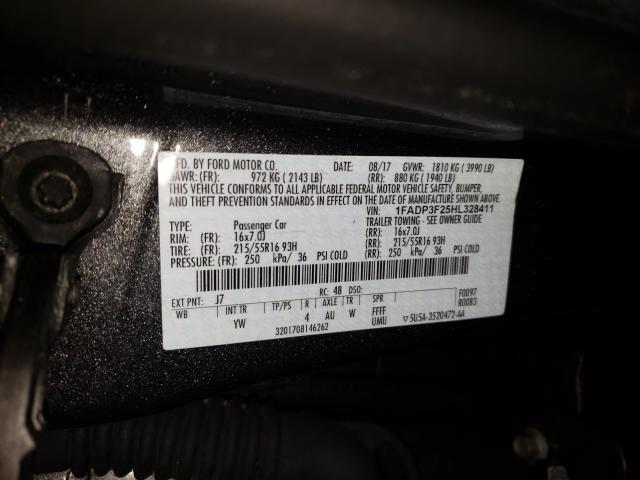 MFD. BY FORD MOTOR CO. DATE: 08/17 GVWR: 1810 KG ( 3990 LB)
GAWR: (FR): 972 KG ( 2143 LB) (RR): 880 KG ( 1940 LB)
THIS VEHICLE CONFORMS TO ALL APPLICABLE FEDERAL MOTOR VEHICLE SAFETY, BUMPER,
AND THEFT PREVENTION STANDARDS IN EFFECT ON THE DATE OF MANUFACTURE SHOWN ABOVE.
VIN: 1FADP3F25HL328411
TYPE: Passenger Car TRAILER TOWING - SEE OWNER GUIDE
RIM: (FR) 16x7.0J (RR): 16x7.0J
TIRE: (FR): 215/55R16 93H (RR): 215/55R16 93H
PRESSURE: (FR): 250 kPa/ 36 PSI COLD (RR): 250 kPa/ 36 PSI COLD
RC: 48 DSO: F0097
EXT PNT: J7 R0083
WB INT TR TP/PS R AXLE TR SPR
YW 4 AU W FFFF
3201708146262 UMU ▽5U5A-3520472-AA